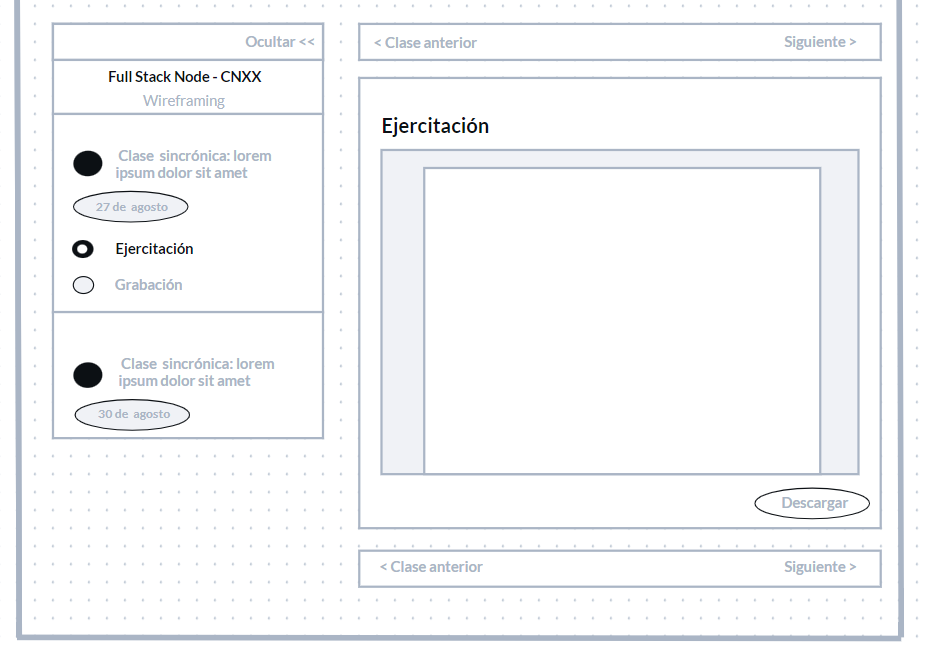 Ocultar <<
Full Stack Node - CNXX
Wireframing
Clase sincrónica: lorem
ipsum dolor sit amet
27 de agosto
Ejercitación
Grabación
Clase sincrónica: lorem
ipsum dolor sit amet
30 de agosto
< Clase anterior
Siguiente >
Ejercitación
Descargar
< Clase anterior
Siguiente >